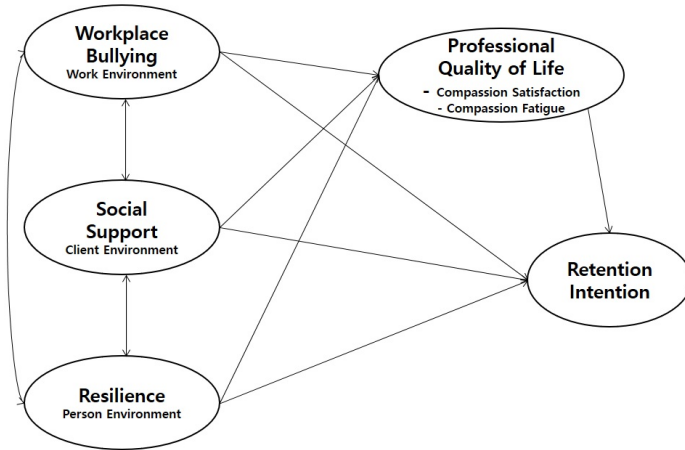 Workplace
Bullying
Work Environment
Professional
Quality of Life
- Compassion Satisfaction
- Compassion Fatigue
Social
Support
Client Environment
Retention
Intention
Resilience
Person Environment